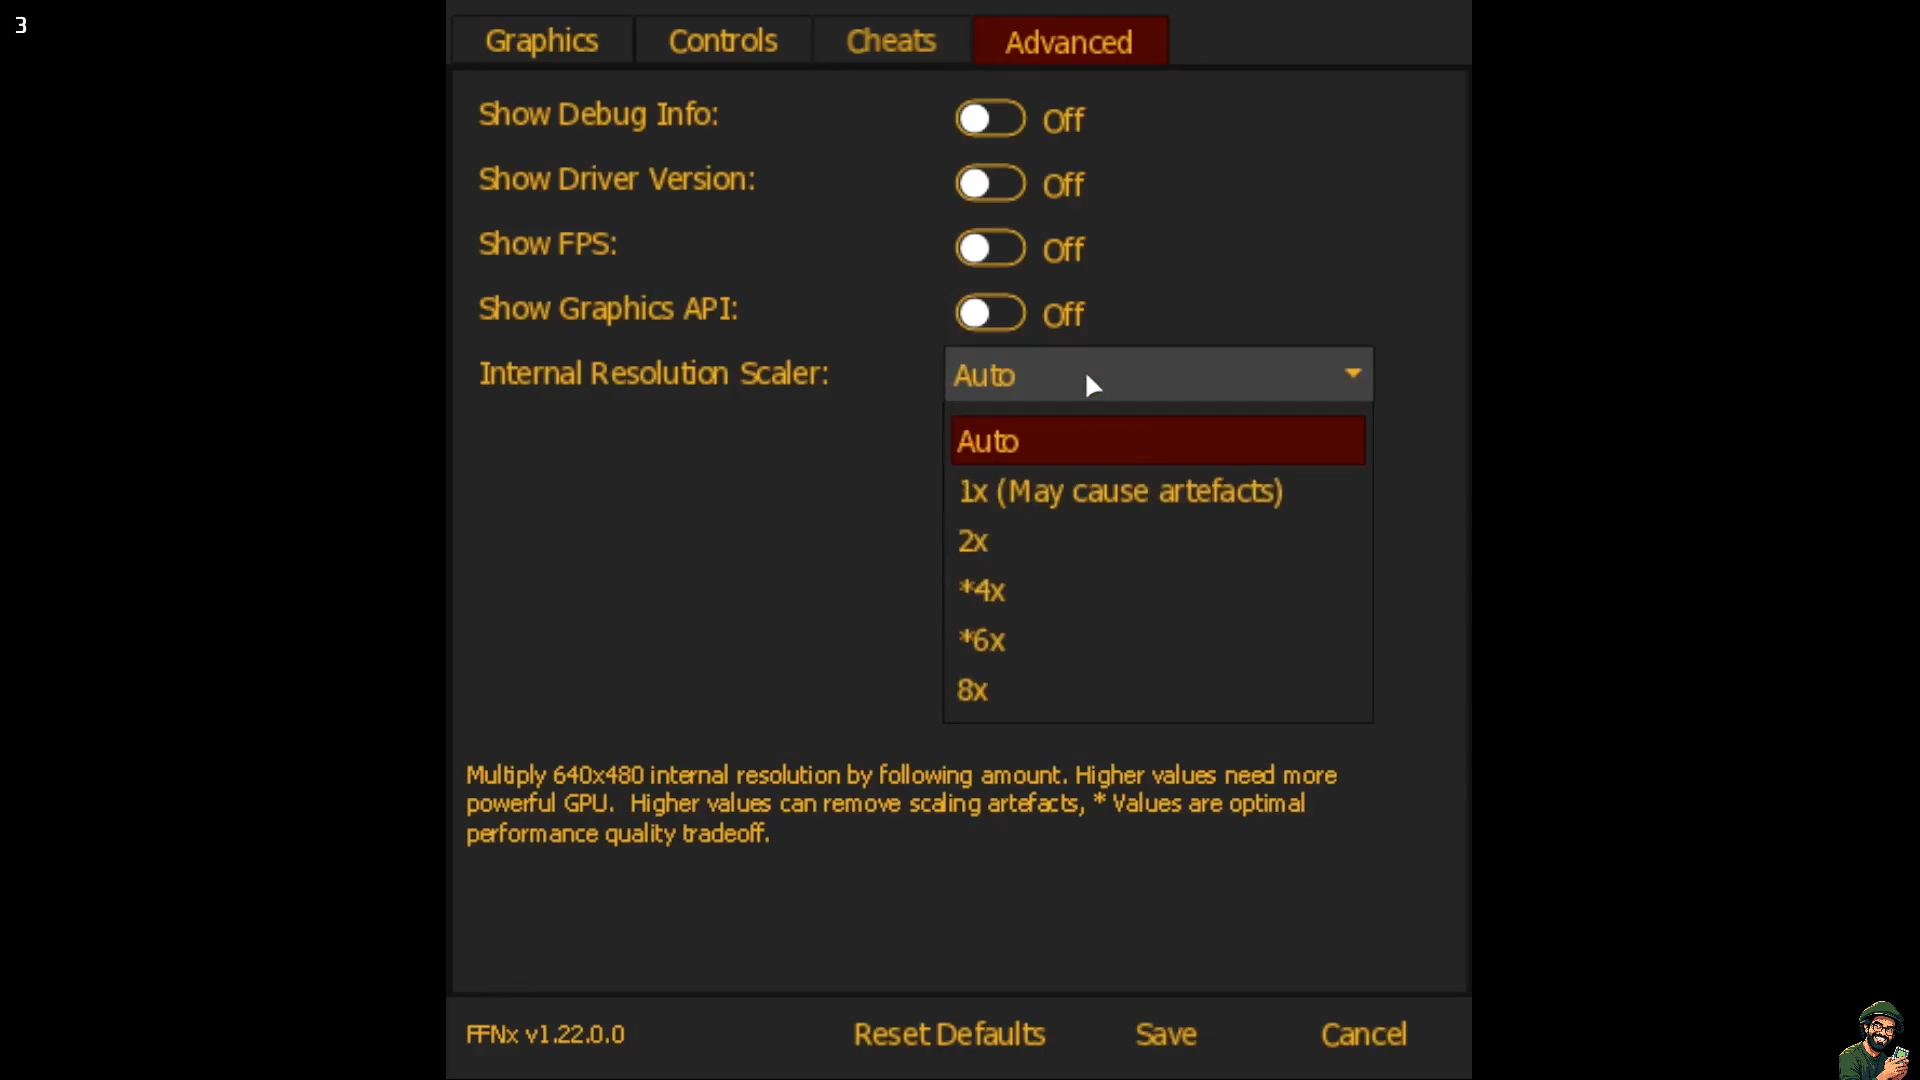 3
Graphics Controls Cheats Advanced
Show Debug Info: Off
Show Driver Version: Off
Show FPS: Off
Show Graphics API: Off
Internal Resolution Scaler: Auto
Auto
1x (May cause artefacts)
2x
*4x
*6x
8x
Multiply 640x480 internal resolution by following amount. Higher values need more
powerful GPU. Higher values can remove scaling artefacts, * Values are optimal
performance quality tradeoff.
FFNx v1.22.0.0 Reset Defaults Save Cancel